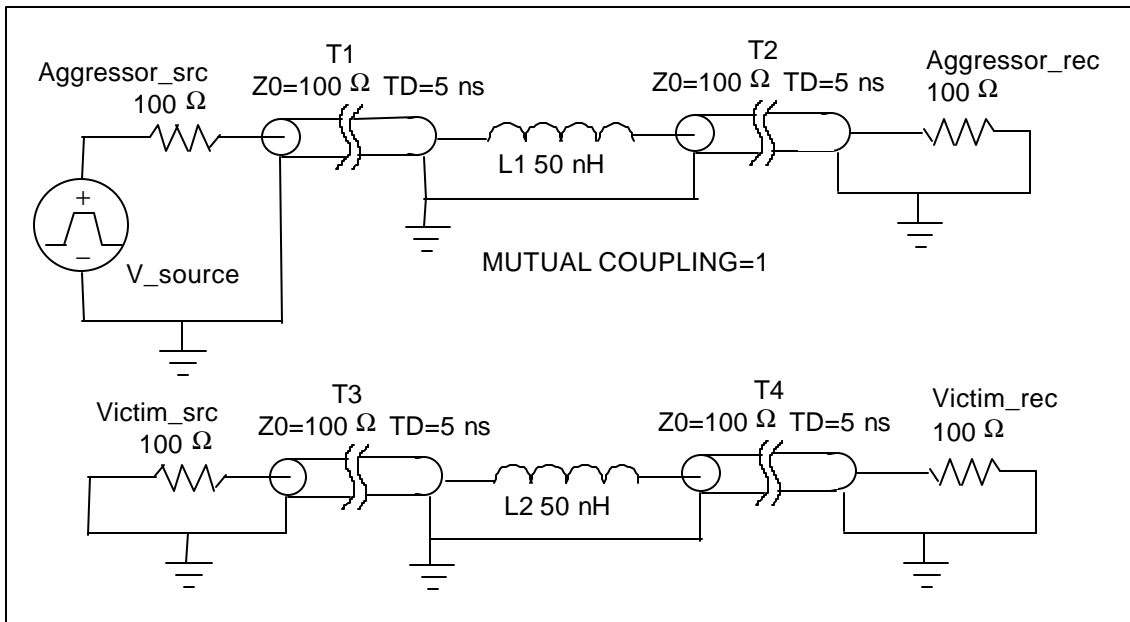 T1
Z0=100 Ω TD=5 ns
T2
Z0=100 Ω TD=5 ns
Aggressor_src
100 Ω
Aggressor_rec
100 Ω
L1 50 nH
+
−
V_source
MUTUAL COUPLING=1
T3
Z0=100 Ω TD=5 ns
T4
Z0=100 Ω TD=5 ns
Victim_src
100 Ω
Victim_rec
100 Ω
L2 50 nH